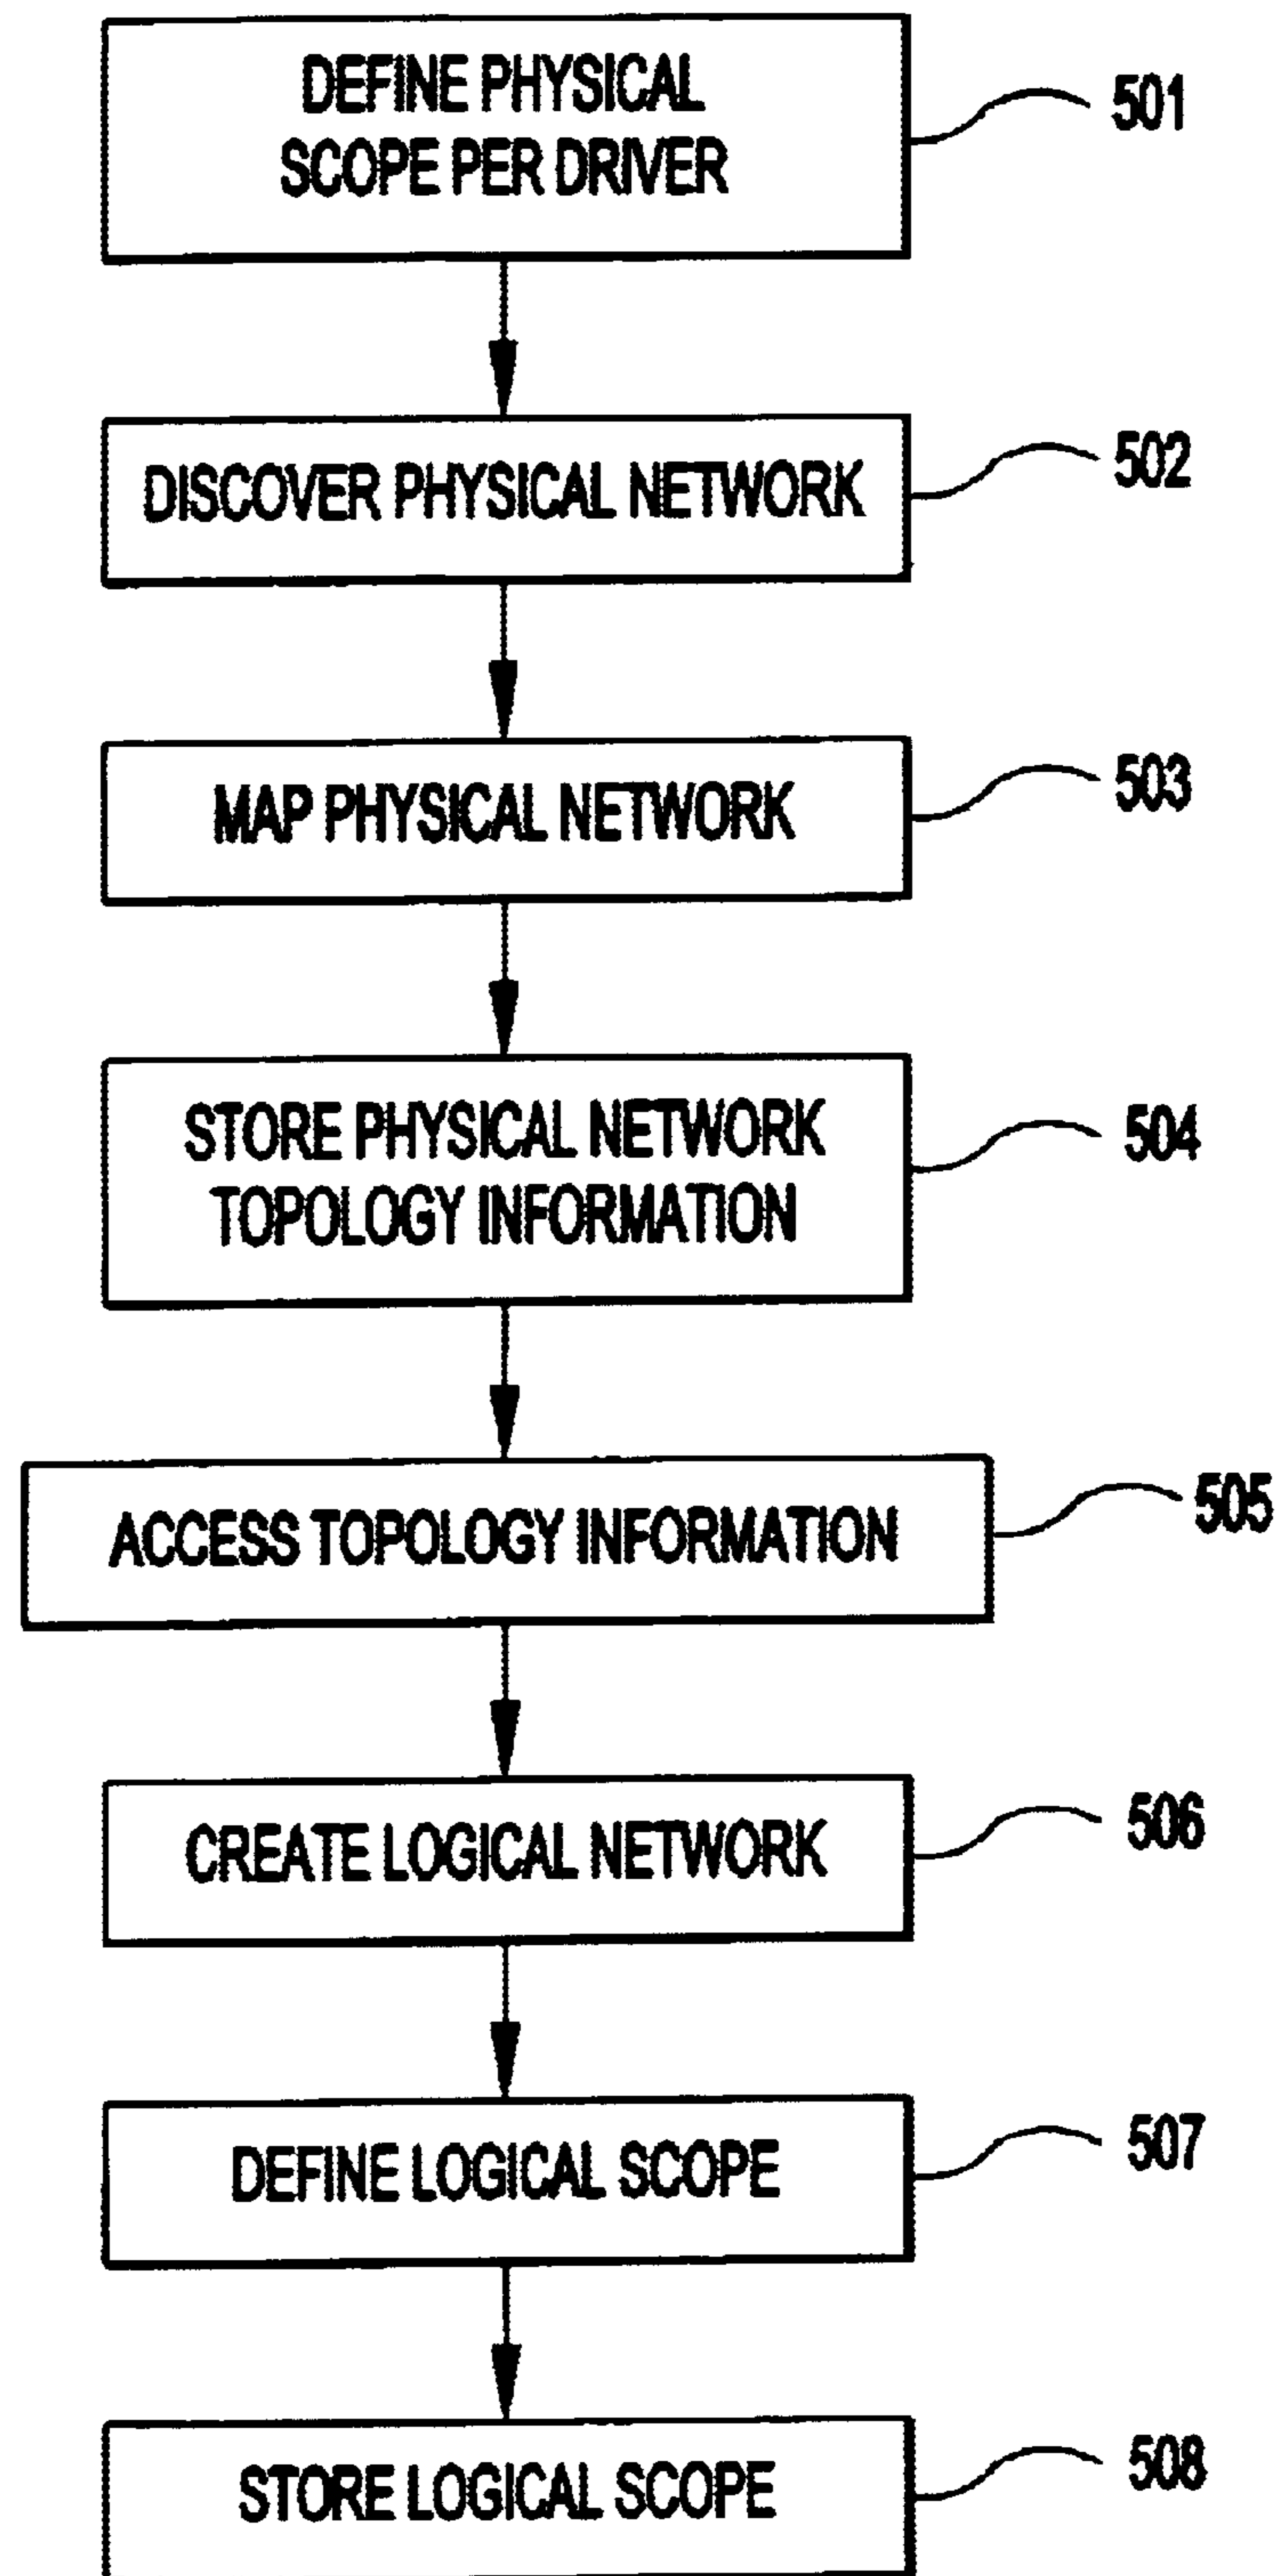 DEFINE PHYSICAL
SCOPE PER DRIVER
501
DISCOVER PHYSICAL NETWORK
502
MAP PHYSICAL NETWORK
503
STORE PHYSICAL NETWORK
TOPOLOGY INFORMATION
504
ACCESS TOPOLOGY INFORMATION
505
CREATE LOGICAL NETWORK
506
DEFINE LOGICAL SCOPE
507
STORE LOGICAL SCOPE
508